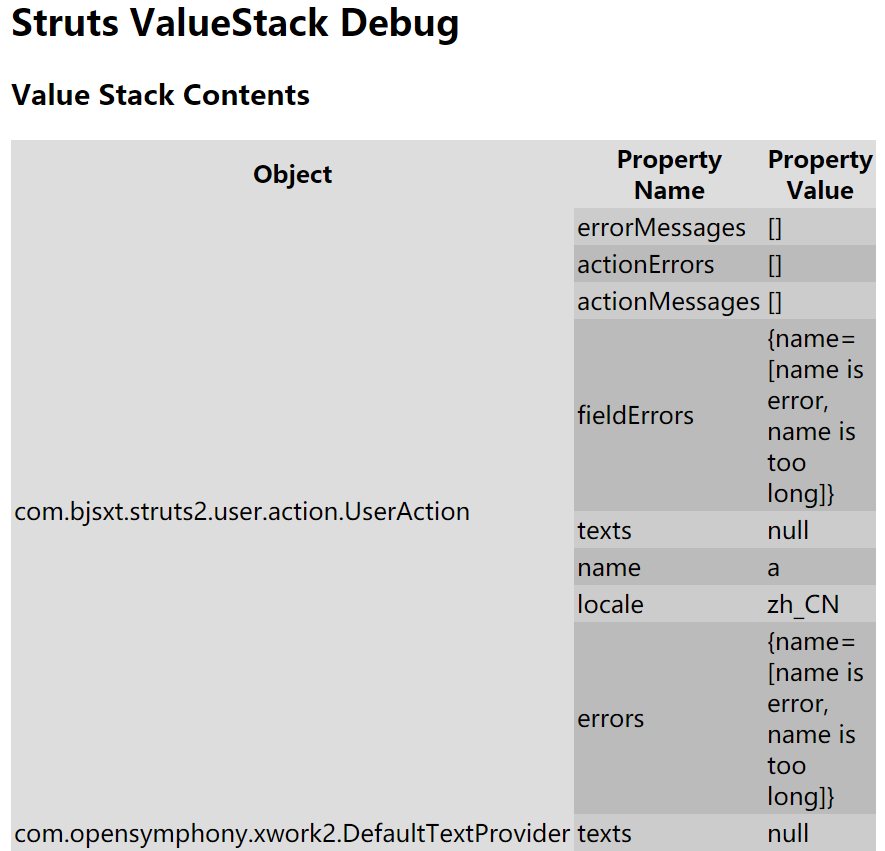 Struts ValueStack Debug
Value Stack Contents
Object
Property
Name
Property
Value
com.bjsxt.struts2.user.action.UserAction
errorMessages []
actionErrors []
actionMessages []
fieldErrors
{name=
[name is
error,
name is
too
long]}
texts null
name a
locale zh_CN
errors
{name=
[name is
error,
name is
too
long]}
com.opensymphony.xwork2.DefaultTextProvider texts null